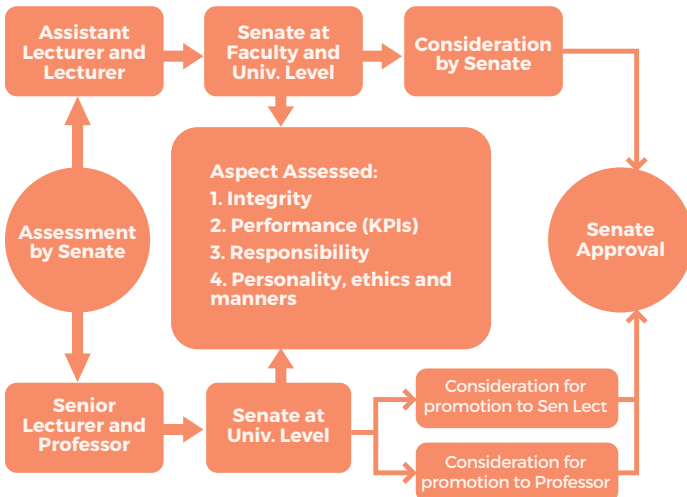 Assistant
Lecturer and
Lecturer
Senate at
Faculty and
Univ. Level
Consideration
by Senate
Aspect Assessed:
1. Integrity
2. Performance (KPIs)
3. Responsibility
4. Personality, ethics and
manners
Assessment
by Senate
Senate
Approval
Senior
Lecturer and
Professor
Senate at
Univ. Level
Consideration for
promotion to Sen Lect
Consideration for
promotion to Professor